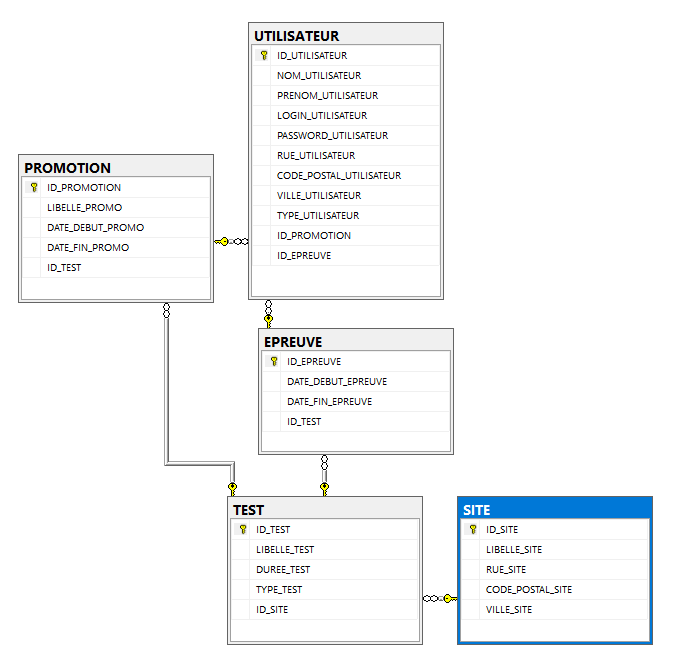 UTILISATEUR
ID_UTILISATEUR
NOM_UTILISATEUR
PRENOM_UTILISATEUR
LOGIN_UTILISATEUR
PASSWORD_UTILISATEUR
RUE_UTILISATEUR
CODE_POSTAL_UTILISATEUR
VILLE_UTILISATEUR
TYPE_UTILISATEUR
ID_PROMOTION
ID_EPREUVE
PROMOTION
ID_PROMOTION
LIBELLE_PROMO
DATE_DEBUT_PROMO
DATE_FIN_PROMO
ID_TEST
EPREUVE
ID_EPREUVE
DATE_DEBUT_EPREUVE
DATE_FIN_EPREUVE
ID_TEST
TEST
ID_TEST
LIBELLE_TEST
DUREE_TEST
TYPE_TEST
ID_SITE
SITE
ID_SITE
LIBELLE_SITE
RUE_SITE
CODE_POSTAL_SITE
VILLE_SITE